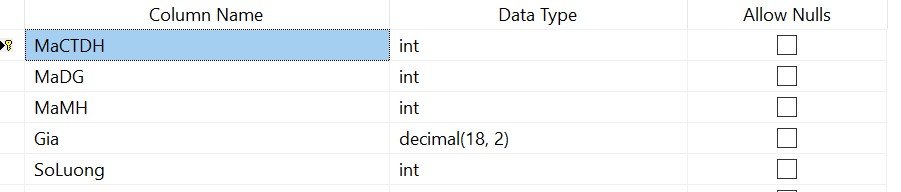 Column Name Data Type Allow Nulls
MaCTDH int
MaDG int
MaMH int
Gia decimal(18, 2)
SoLuong int